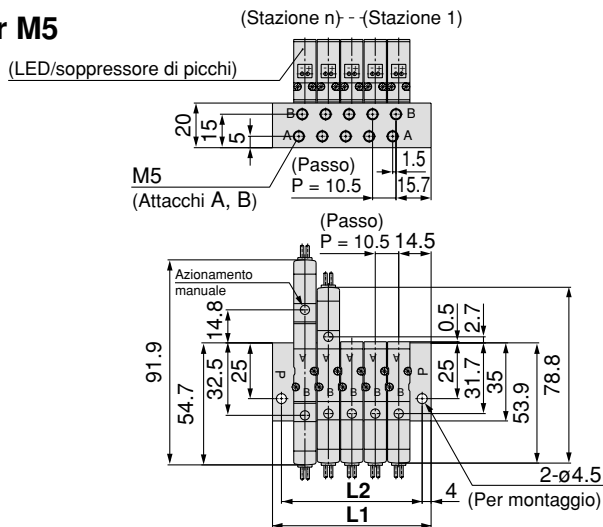 r M5
(Stazione n) - - - (Stazione 1)
(LED/soppressore di picchi)
B B
A A
20
15
5
1.5
M5
(Attacchi A, B)
(Passo)
P = 10.5
15.7
(Passo)
P = 10.5
14.5
Azionamento
manuale
14.8
91.9
54.7
32.5
25
0.5
2.7
25
31.7
35
53.9
78.8
P P
A A A
B B B B B
2-ø4.5
(Per montaggio)
L2
4
L1